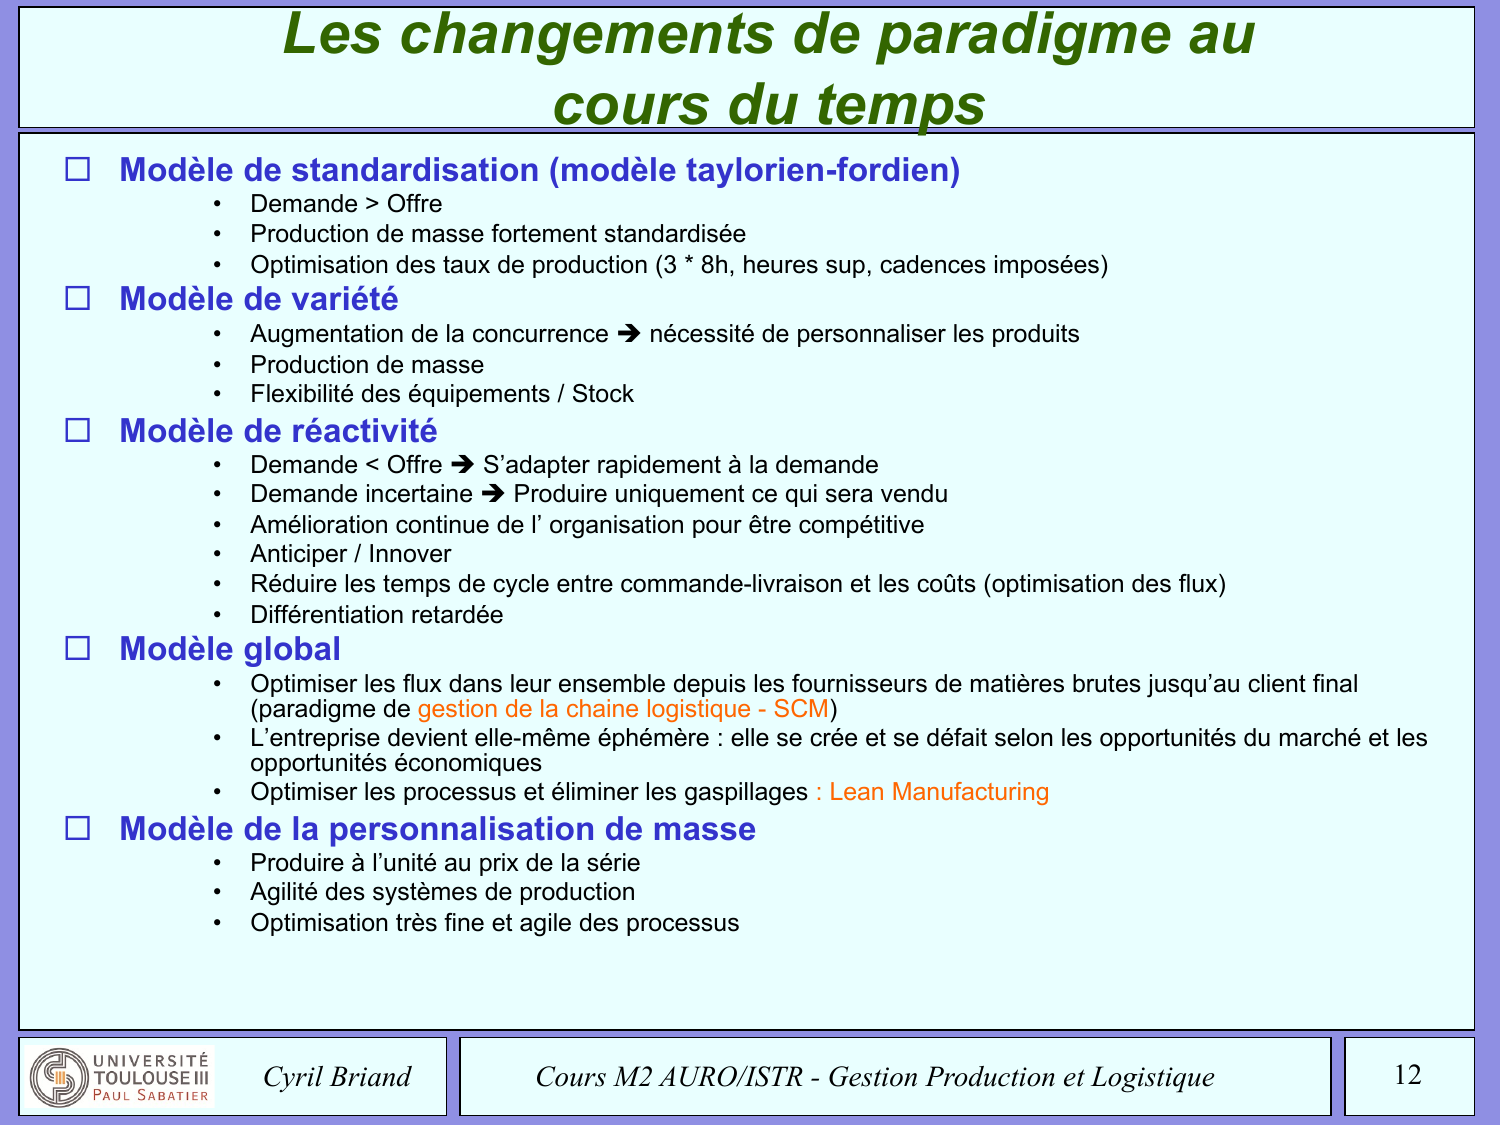 Les changements de paradigme au
cours du temps
☐ Modèle de standardisation (modèle taylorien-fordien)
• Demande > Offre
• Production de masse fortement standardisée
• Optimisation des taux de production (3 * 8h, heures sup, cadences imposées)
☐ Modèle de variété
• Augmentation de la concurrence ➔ nécessité de personnaliser les produits
• Production de masse
• Flexibilité des équipements / Stock
☐ Modèle de réactivité
• Demande < Offre ➔ S’adapter rapidement à la demande
• Demande incertaine ➔ Produire uniquement ce qui sera vendu
• Amélioration continue de l’ organisation pour être compétitive
• Anticiper / Innover
• Réduire les temps de cycle entre commande-livraison et les coûts (optimisation des flux)
• Différentiation retardée
☐ Modèle global
• Optimiser les flux dans leur ensemble depuis les fournisseurs de matières brutes jusqu’au client final
(paradigme de gestion de la chaine logistique - SCM)
• L’entreprise devient elle-même éphémère : elle se crée et se défait selon les opportunités du marché et les
opportunités économiques
• Optimiser les processus et éliminer les gaspillages : Lean Manufacturing
☐ Modèle de la personnalisation de masse
• Produire à l’unité au prix de la série
• Agilité des systèmes de production
• Optimisation très fine et agile des processus
UNIVERSITÉ
TOULOUSE III
PAUL SABATIER
Cyril Briand
Cours M2 AURO/ISTR - Gestion Production et Logistique
12